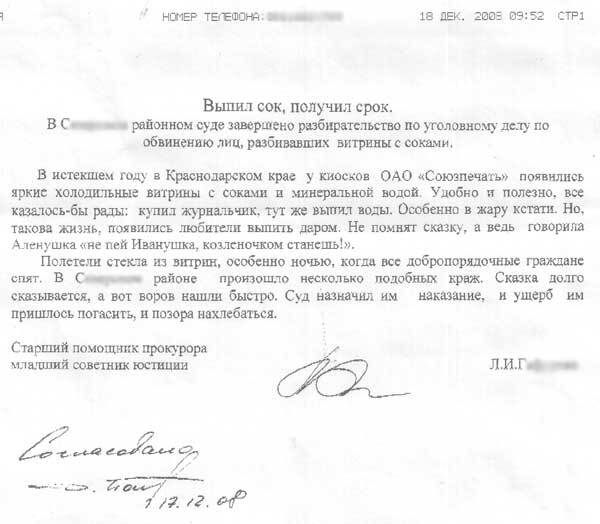 НОМЕР ТЕЛЕФОНА: 18 ДЕК. 2008 09:52 СТР1
Выпил сок, получил срок.
В С районном суде завершено разбирательство по уголовному делу по
обвинению лиц, разбивавших витрины с соками.
В истекшем году в Краснодарском крае у киосков ОАО «Союзпечать» появились
яркие холодильные витрины с соками и минеральной водой. Удобно и полезно, все
казалось-бы рады: купил журнальчик, тут же выпил воды. Особенно в жару кстати. Но,
такова жизнь, появились любители выпить даром. Не помнят сказку, а ведь говорила
Аленушка «не пей Иванушка, козленочком станешь!».
Полетели стекла из витрин, особенно ночью, когда все добропорядочные граждане
спят. В С районе произошло несколько подобных краж. Сказка долго
сказывается, а вот воров нашли быстро. Суд назначил им наказание, и ущерб им
пришлось погасить, и позора нахлебаться.
Старший помощник прокурора
младший советник юстиции Л.И.Г
Согласовано
17.12.08